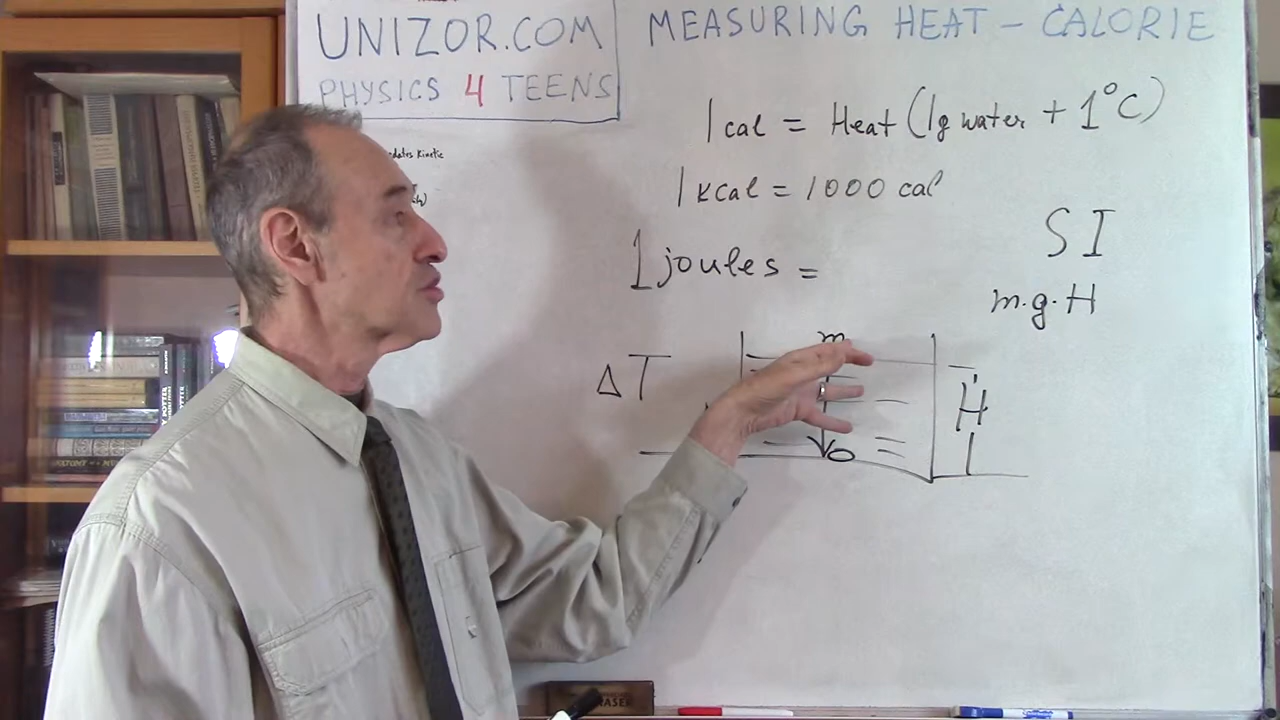 UNIZOR.COM
PHYSICS 4 TEENS
MEASURING HEAT – CALORIE
1 cal = Heat (1g water + 1°C)
1 kcal = 1000 cal
1 joules =
SI
m·g·H
ΔT
m
H
Kinetic